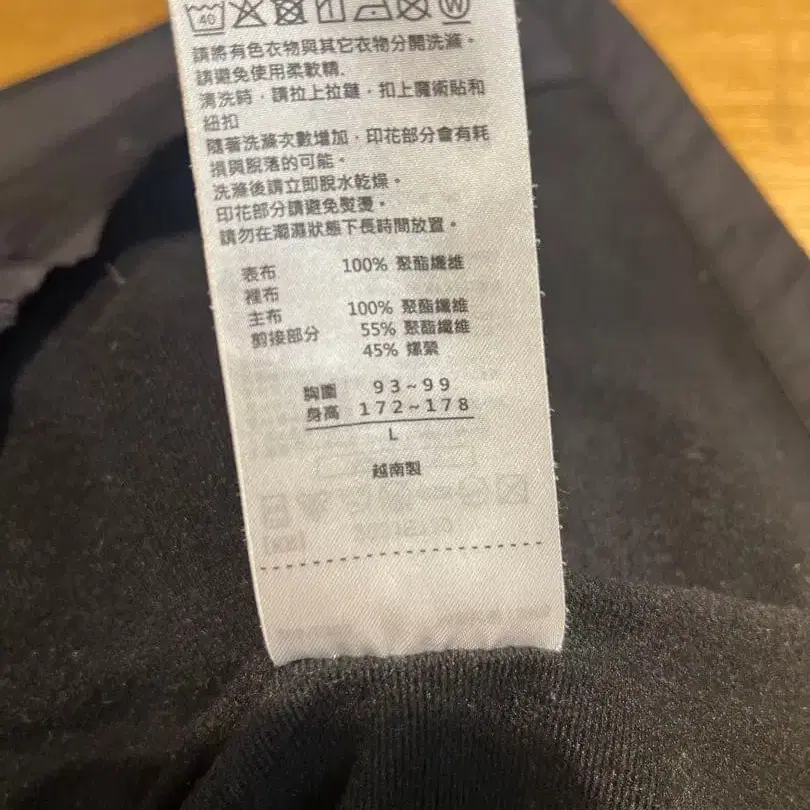 40 W
請將有色衣物與其它衣物分開洗滌。
請避免使用柔軟精.
清洗時，請拉上拉鏈，扣上魔術貼和
紐扣
隨著洗滌次數增加，印花部分會有耗
損與脫落的可能。
洗滌後請立即脫水乾燥。
印花部分請避免熨燙。
請勿在潮濕狀態下長時間放置。
表布 100% 聚酯纖維
裡布
主布 100% 聚酯纖維
剪接部分 55% 聚酯纖維
45% 嫘縈
胸圍 93~99
身高 172~178
L
越南製